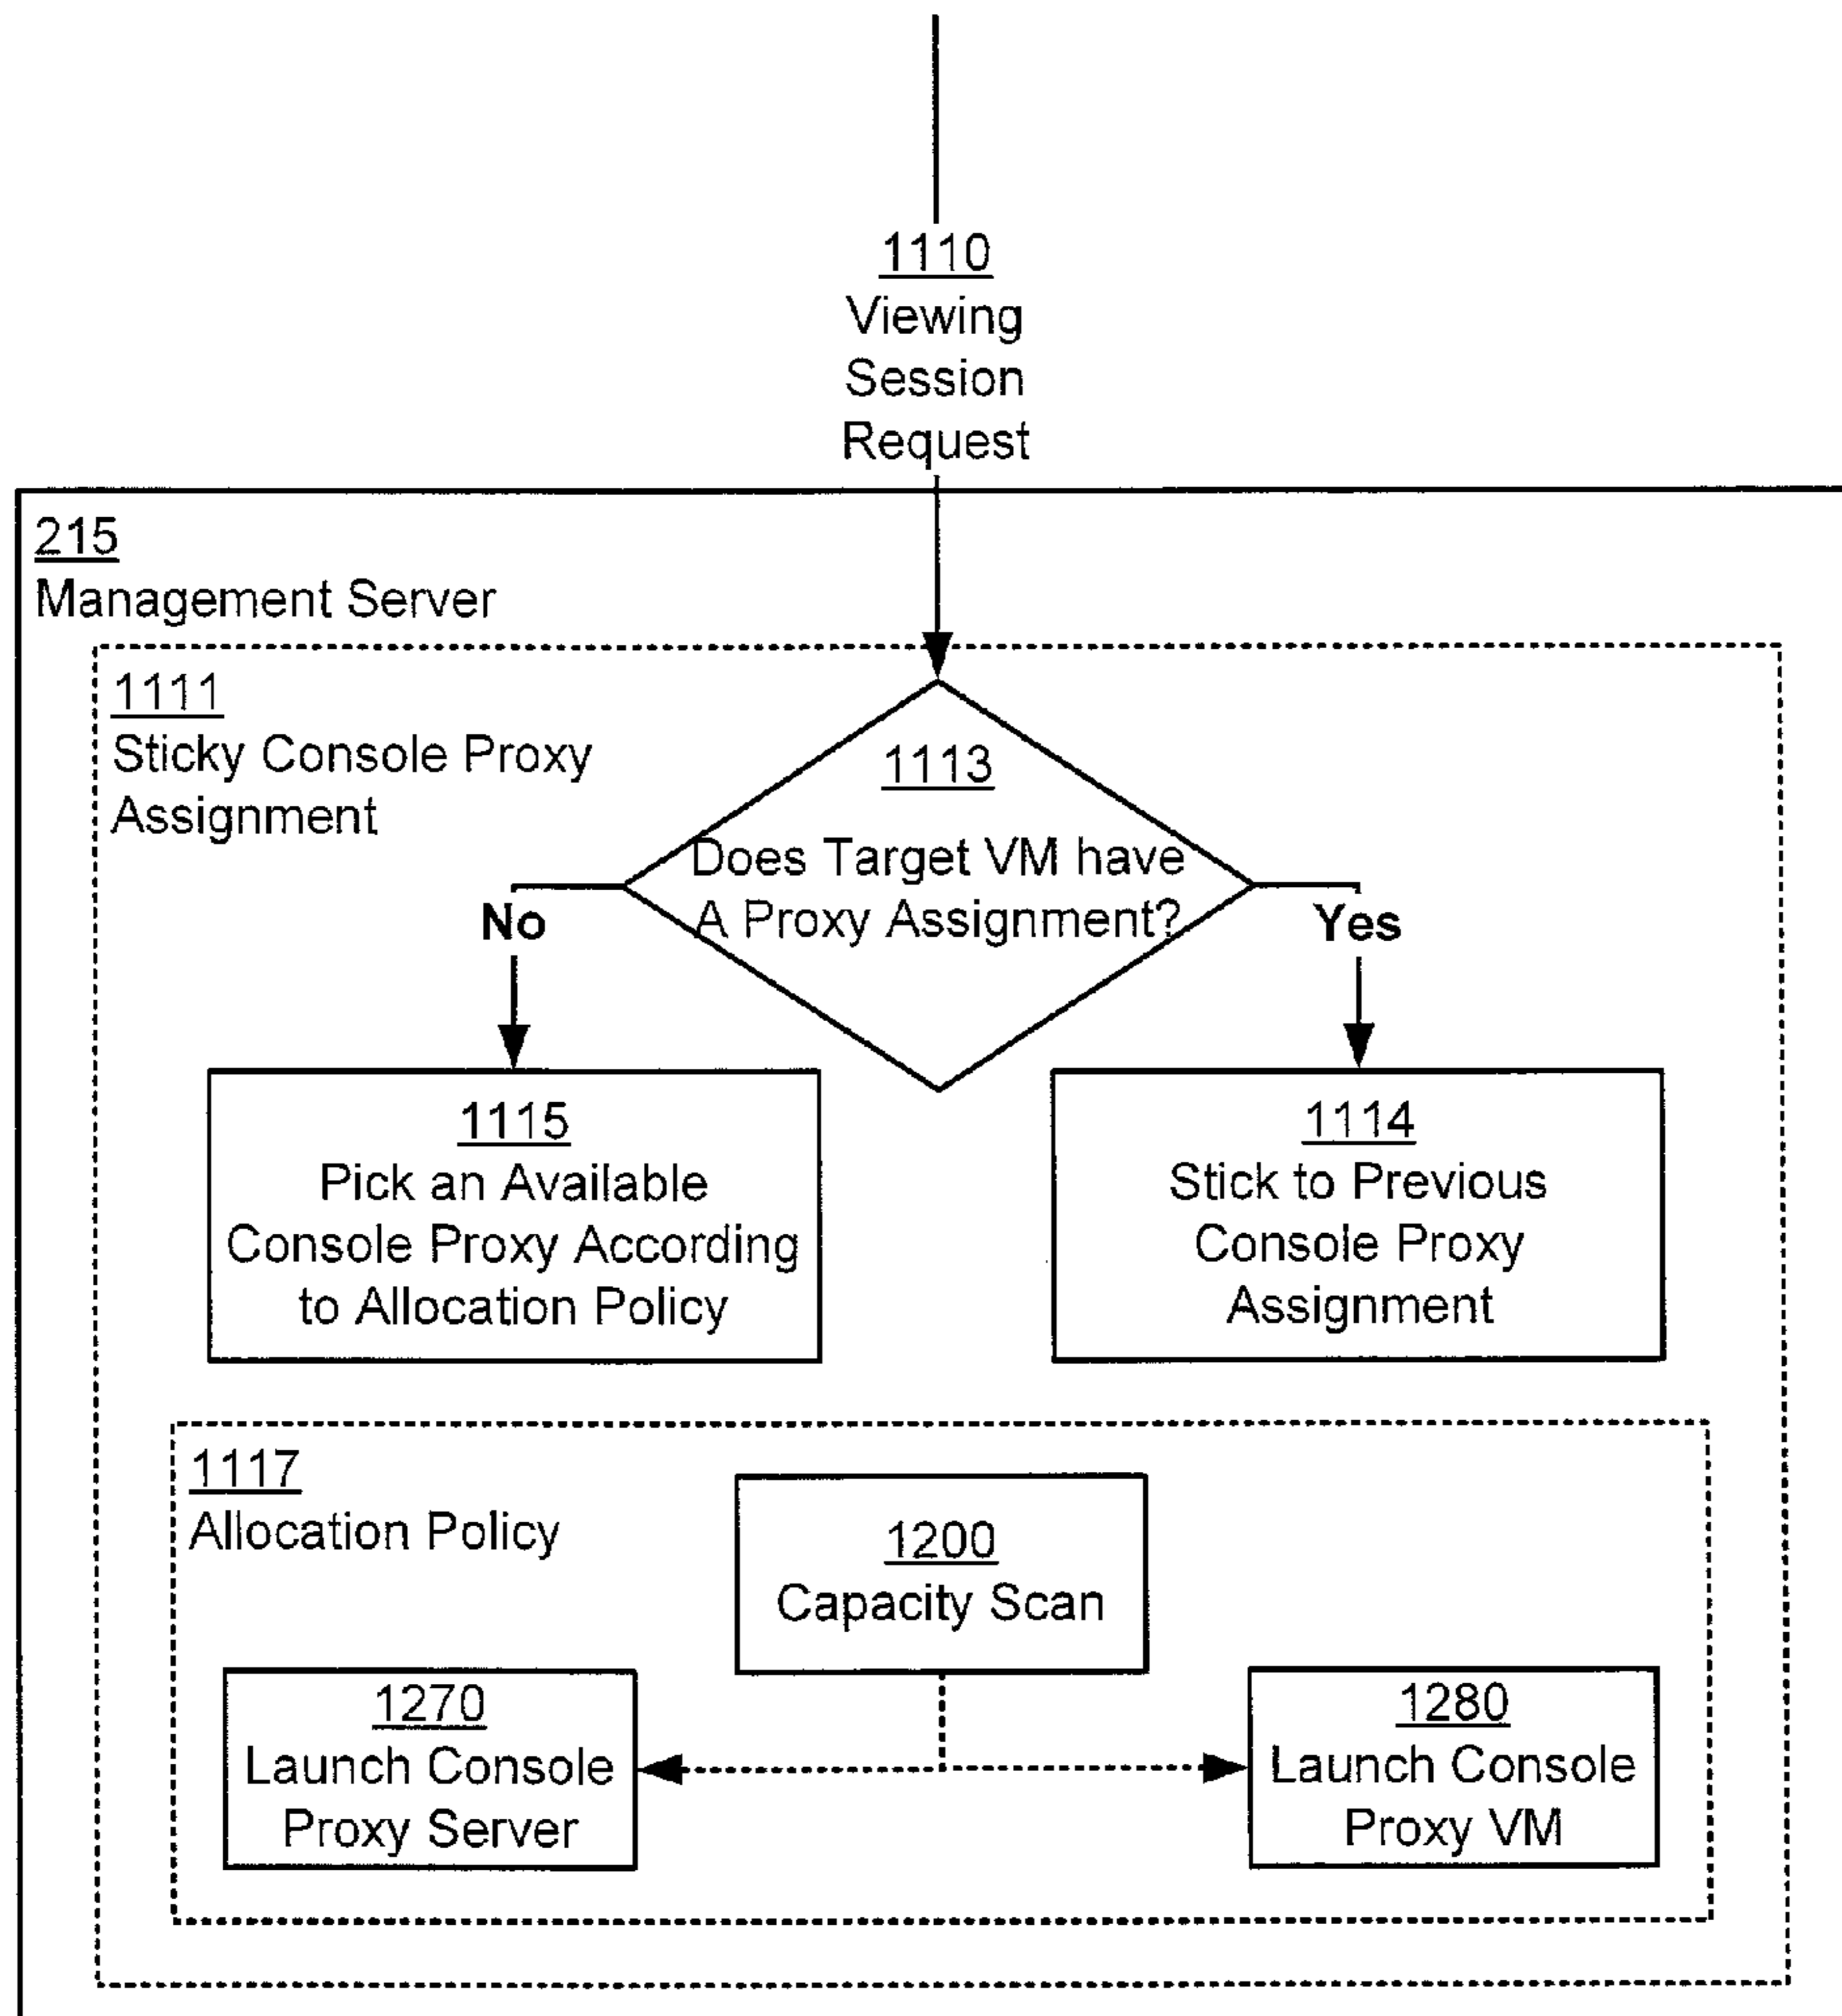 1110
Viewing
Session
Request
215
Management Server
1111
Sticky Console Proxy
Assignment
1113
Does Target VM have
A Proxy Assignment?
No
Yes
1115
Pick an Available
Console Proxy According
to Allocation Policy
1114
Stick to Previous
Console Proxy
Assignment
1117
Allocation Policy
1200
Capacity Scan
1270
Launch Console
Proxy Server
1280
Launch Console
Proxy VM